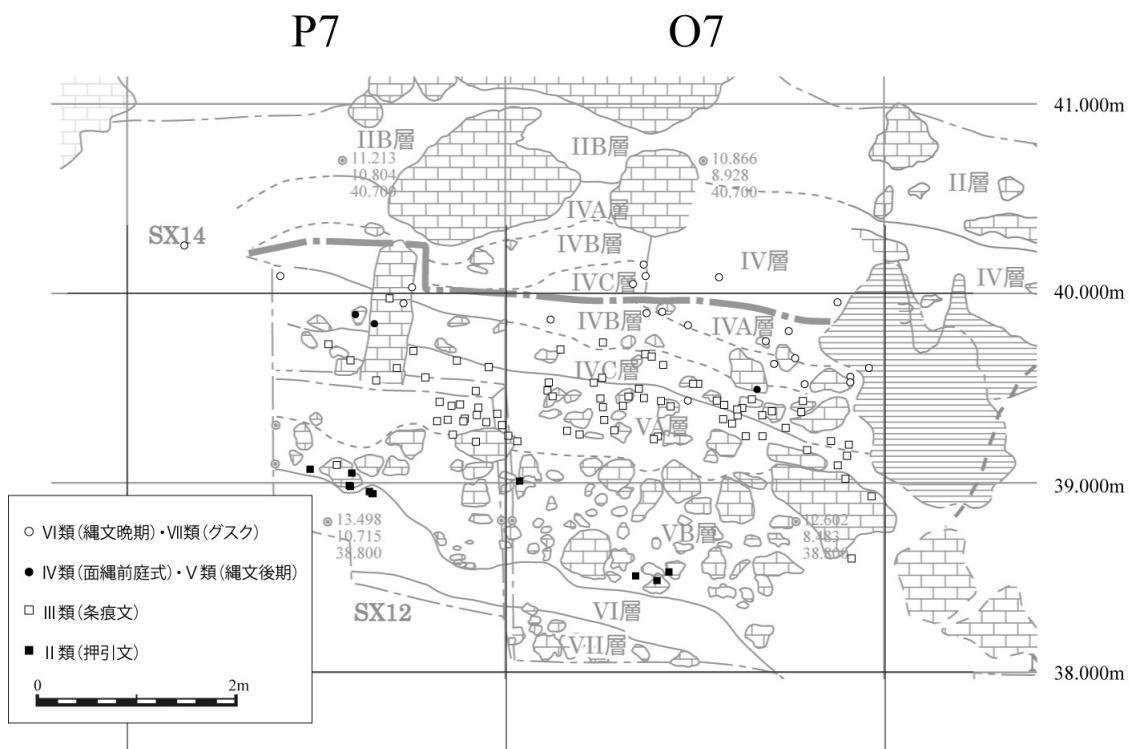 P7
O7
41.000m
IIB層
IIB層
11.213
10.804
40.700
10.866
8.928
40.700
II層
IVA層
SX14
IVB層
IV層
IVC層
IV層
40.000m
IVB層
IVA層
IVC層
VA層
39.000m
13.498
10.715
38.800
VB層
12.602
8.483
38.800
SX12
VI層
VII層
38.000m
VI類(縄文晩期)・VII類(グスク)
IV類(面縄前庭式)・V類(縄文後期)
III類(条痕文)
II類(押引文)
0
2m